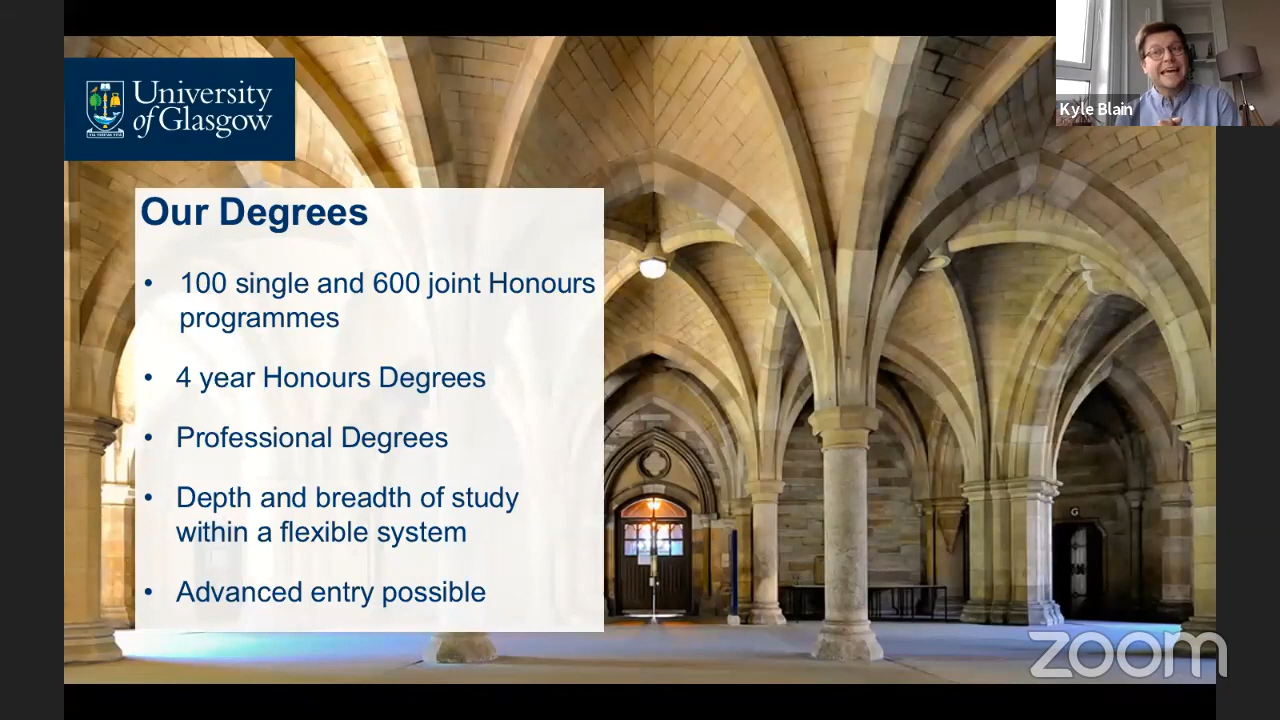 University
of Glasgow
Kyle Blain
Our Degrees
• 100 single and 600 joint Honours
programmes
• 4 year Honours Degrees
• Professional Degrees
• Depth and breadth of study
within a flexible system
• Advanced entry possible
G
zoom